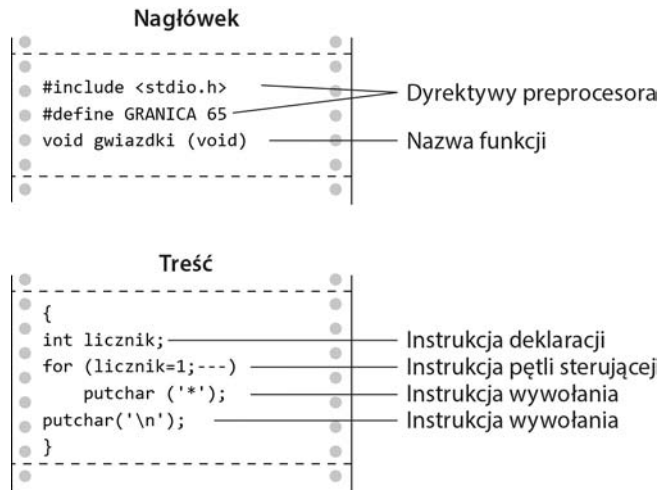 Nagłówek
#include <stdio.h>
#define GRANICA 65
void gwiazdki (void)
Dyrektywy preprocesora
Nazwa funkcji
Treść
{
int licznik;
for (licznik=1;---)
putchar ('*');
putchar('\n');
}
Instrukcja deklaracji
Instrukcja pętli sterującej
Instrukcja wywołania
Instrukcja wywołania